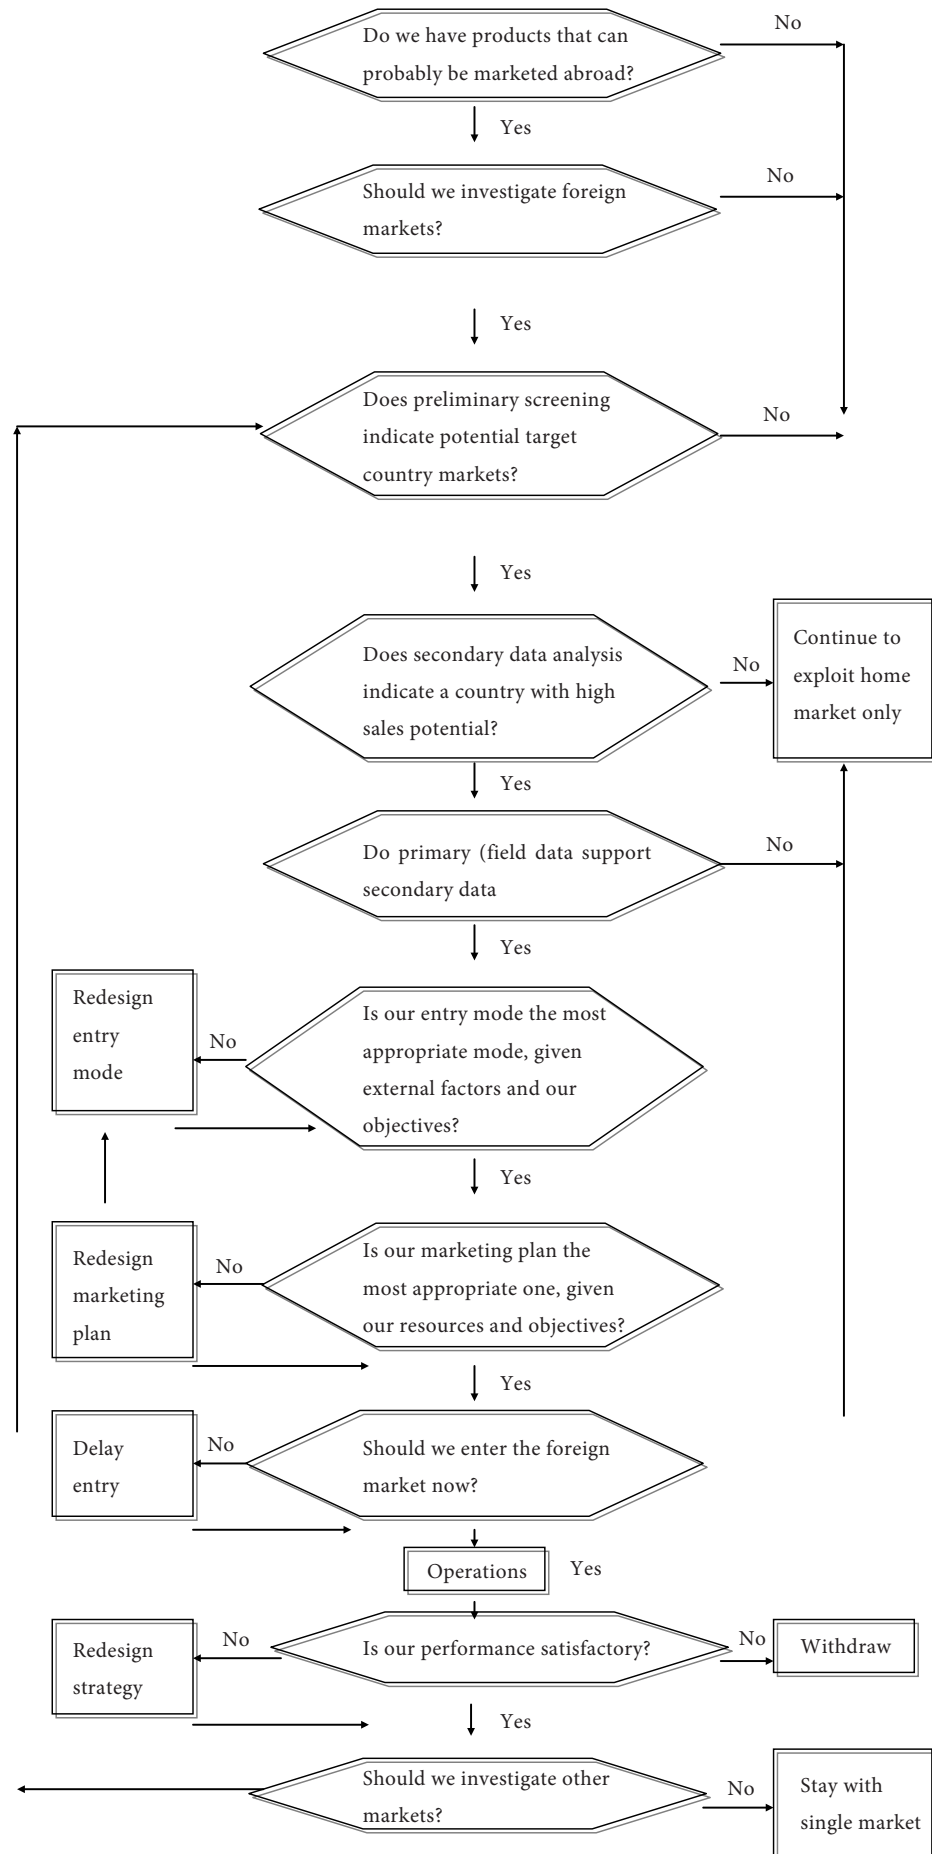 Do we have products that can
probably be marketed abroad?
No
Yes
Should we investigate foreign
markets?
No
Yes
Does preliminary screening
indicate potential target
country markets?
No
Yes
Does secondary data analysis
indicate a country with high
sales potential?
No
Continue to
exploit home
market only
Yes
Do primary (field data support
secondary data
No
Yes
Redesign
entry
mode
No
Is our entry mode the most
appropriate mode, given
external factors and our
objectives?
Yes
Redesign
marketing
plan
No
Is our marketing plan the
most appropriate one, given
our resources and objectives?
Yes
Delay
entry
No
Should we enter the foreign
market now?
Operations
Yes
Redesign
strategy
No
Is our performance satisfactory?
No
Withdraw
Yes
Should we investigate other
markets?
No
Stay with
single market